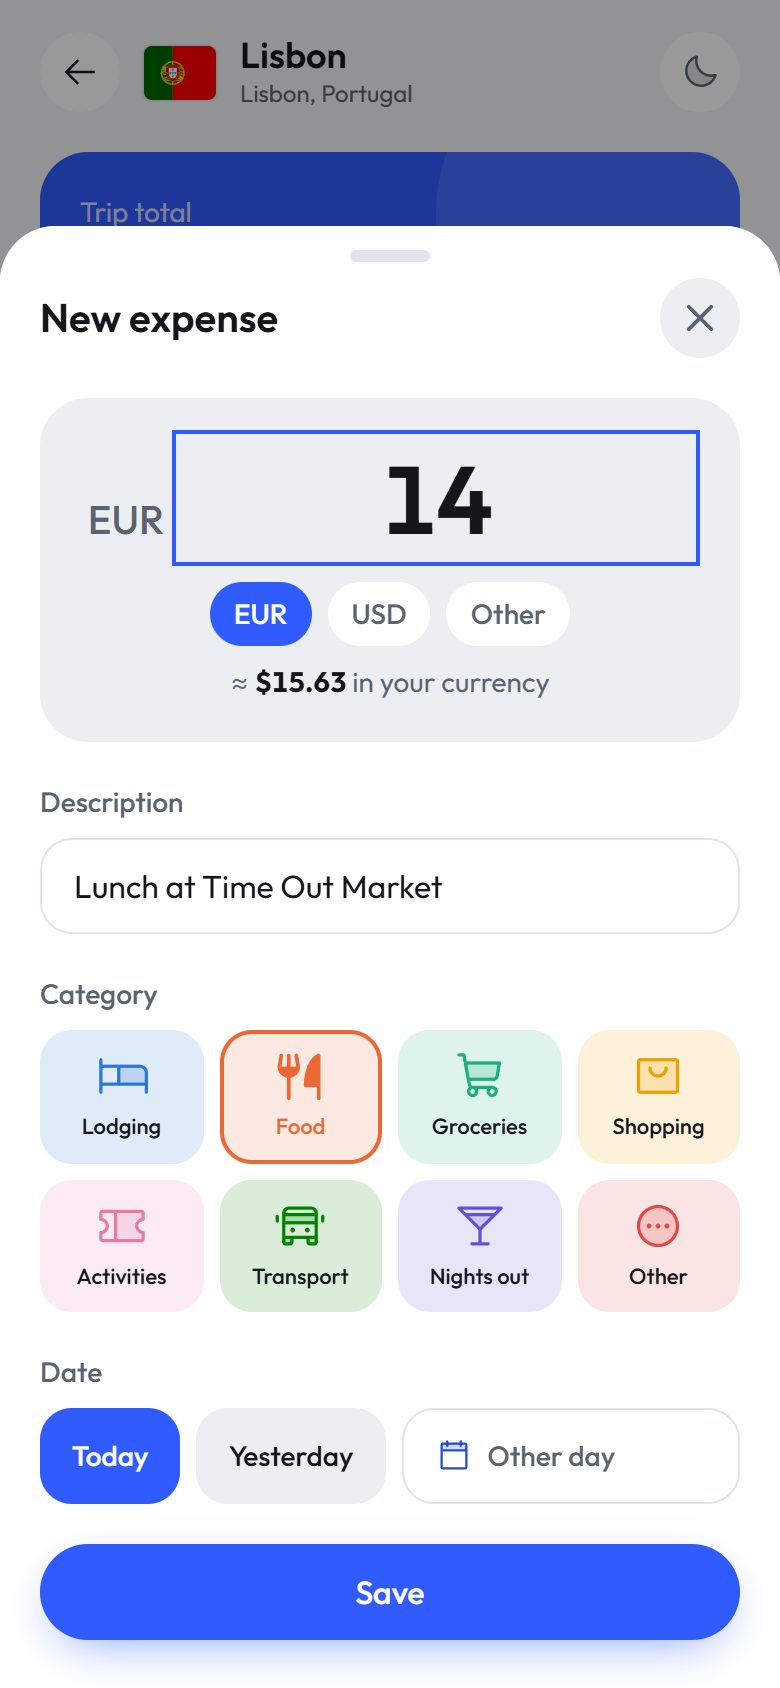 Lisbon
Lisbon, Portugal
Trip total
New expense
EUR 14
EUR USD Other
≈ $15.63 in your currency
Description
Lunch at Time Out Market
Category
Lodging Food Groceries Shopping
Activities Transport Nights out Other
Date
Today Yesterday Other day
Save